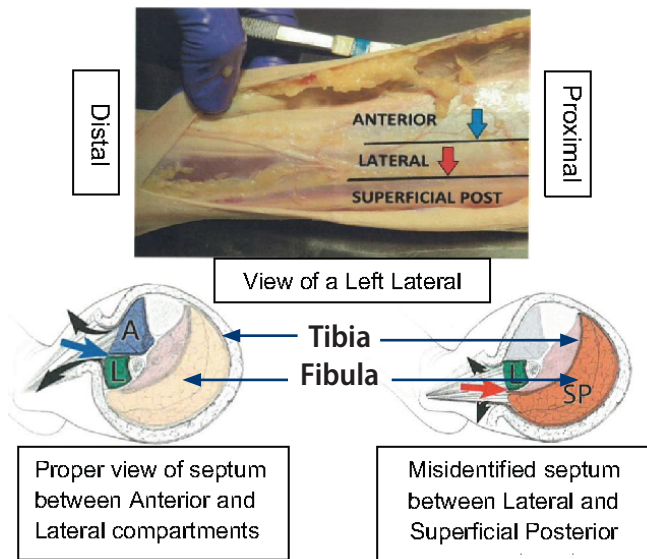 Distal
ANTERIOR
LATERAL
SUPERFICIAL POST
Proximal
View of a Left Lateral
A
L
Tibia
Fibula
L
SP
Proper view of septum
between Anterior and
Lateral compartments
Misidentified septum
between Lateral and
Superficial Posterior